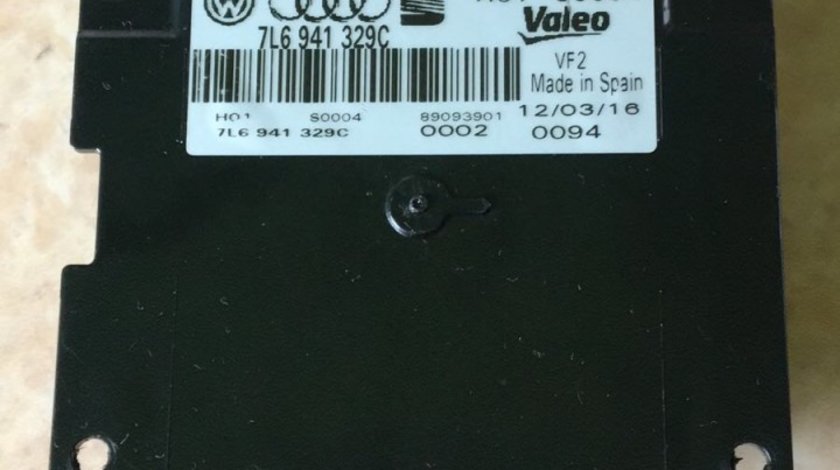 7L6 941 329C
Valeo
VF2
Made in Spain
12/03/16
H01 S0004 89093901
7L6 941 329C 0002 0094